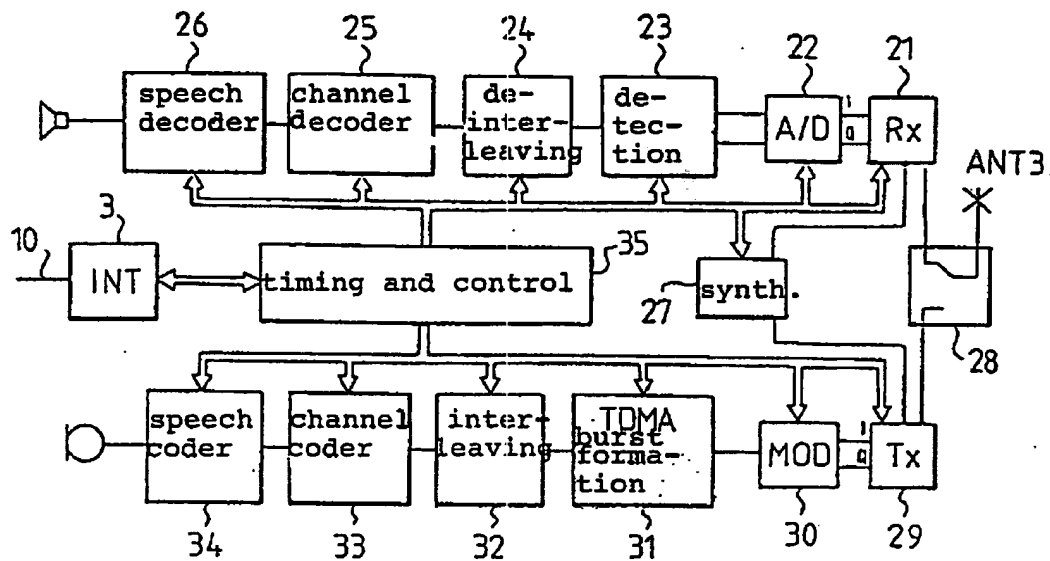 26 25 24 23 22 21
speech
decoder
channel
decoder
de-
inter-
leaving
de-
tec-
tion
A/D
I
Q
Rx
ANT3
3
10
INT
timing and control
35
27
synth.
28
speech
coder
channel
coder
inter-
leaving
TDMA
burst
forma-
tion
MOD
I
Q
Tx
34 33 32 31 30 29